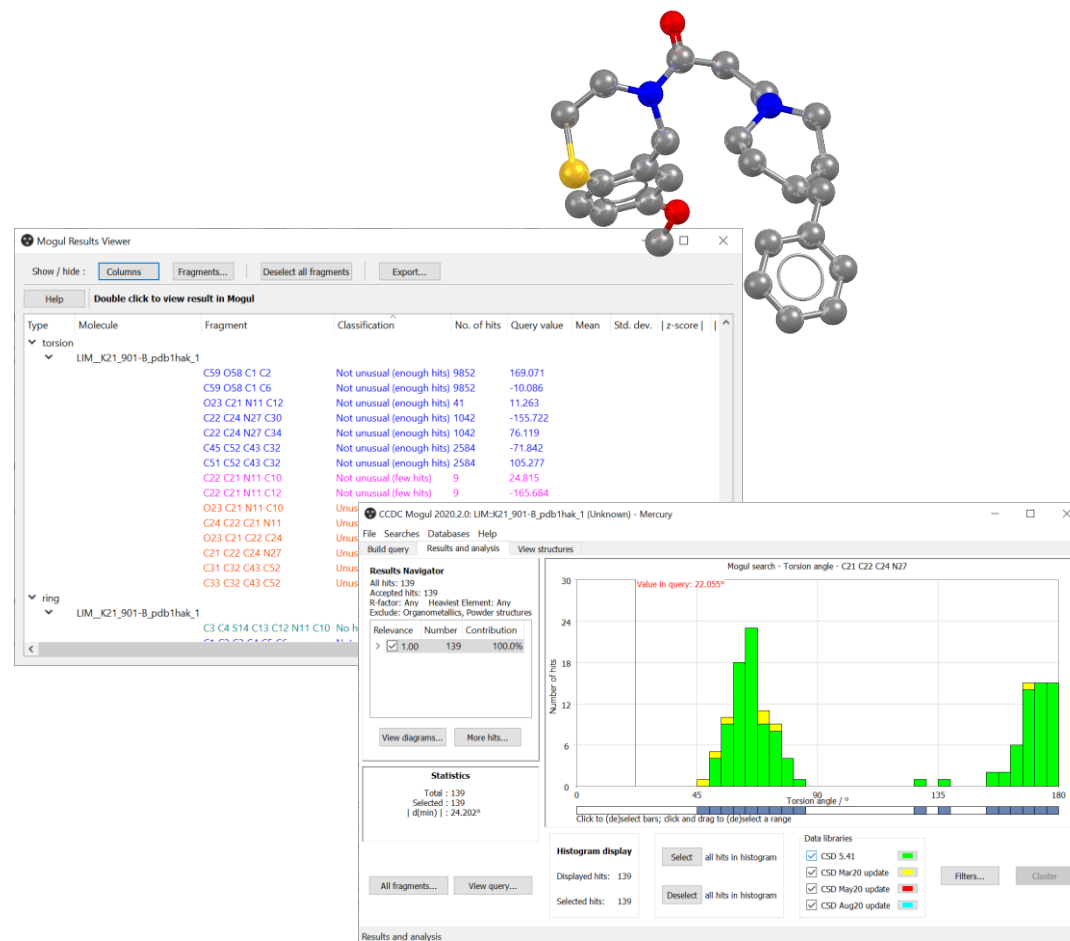 Mogul Results Viewer
Show / hide : Columns Fragments... Deselect all fragments Export...
Help Double click to view result in Mogul
Type Molecule Fragment Classification No. of hits Query value Mean Std. dev. | z-score | |
torsion
LIM__K21_901-B_pdb1hak_1
C59 O58 C1 C2 Not unusual (enough hits) 9852 169.071
C59 O58 C1 C6 Not unusual (enough hits) 9852 -10.086
O23 C21 N11 C12 Not unusual (enough hits) 41 11.263
C22 C24 N27 C30 Not unusual (enough hits) 1042 -155.722
C22 C24 N27 C34 Not unusual (enough hits) 1042 76.119
C45 C52 C43 C32 Not unusual (enough hits) 2584 -71.842
C51 C52 C43 C32 Not unusual (enough hits) 2584 105.277
C22 C21 N11 C10 Not unusual (few hits) 9 24.815
C22 C21 N11 C12 Not unusual (few hits) 9 -165.684
O23 C21 N11 C10 Unus
C24 C22 C21 N11 Unus
O23 C21 C22 C24 Unus
C21 C22 C24 N27 Unus
C31 C32 C43 C52 Unus
C33 C32 C43 C52 Unus
ring
LIM__K21_901-B_pdb1hak_1
C3 C4 S14 C13 C12 N11 C10 No h
CCDC Mogul 2020.2.0: LIM::K21_901-B_pdb1hak_1 (Unknown) - Mercury
File Searches Databases Help
Build query Results and analysis View structures
Results Navigator
All hits: 139
Accepted hits: 139
R-factor: Any Heaviest Element: Any
Exclude: Organometallics, Powder structures
Relevance Number Contribution
1.00 139 100.0%
View diagrams... More hits...
Statistics
Total : 139
Selected : 139
| d(min) | : 24.202º
All fragments... View query...
Mogul search - Torsion angle - C21 C22 C24 N27
Value in query: 22.055º
Number of hits
30
24
18
12
6
0
0 45 90 135 180
Torsion angle / º
Click to (de)select bars; click and drag to (de)select a range
Histogram display
Displayed hits: 139
Selected hits: 139
Select all hits in histogram
Deselect all hits in histogram
Data libraries
CSD 5.41
CSD Mar20 update
CSD May20 update
CSD Aug20 update
Filters... Cluster
Results and analysis